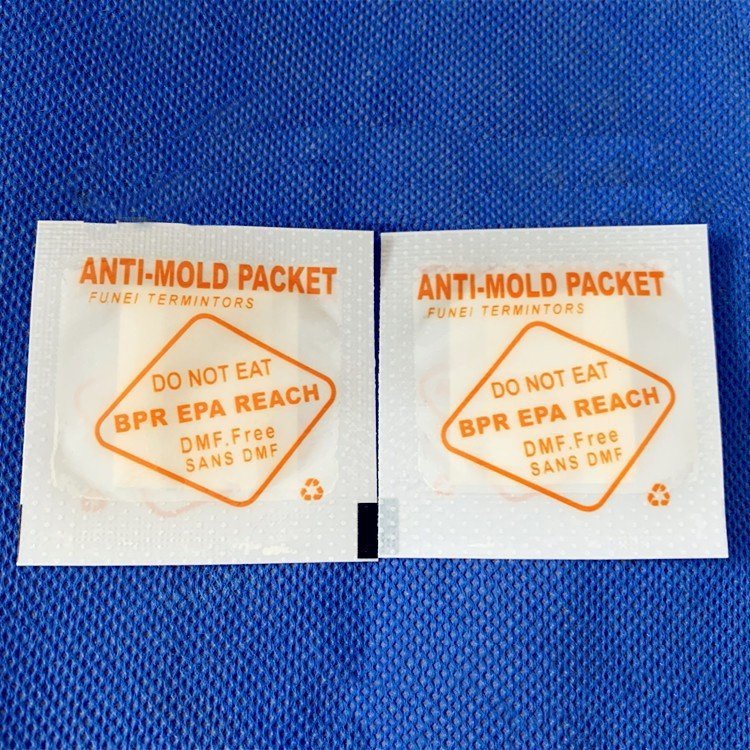 ANTI-MOLD PACKET
FUNEI TERMINTORS
DO NOT EAT
BPR EPA REACH
DMF.Free
SANS DMF
ANTI-MOLD PACKET
FUNEI TERMINTORS
DO NOT EAT
BPR EPA REACH
DMF.Free
SANS DMF